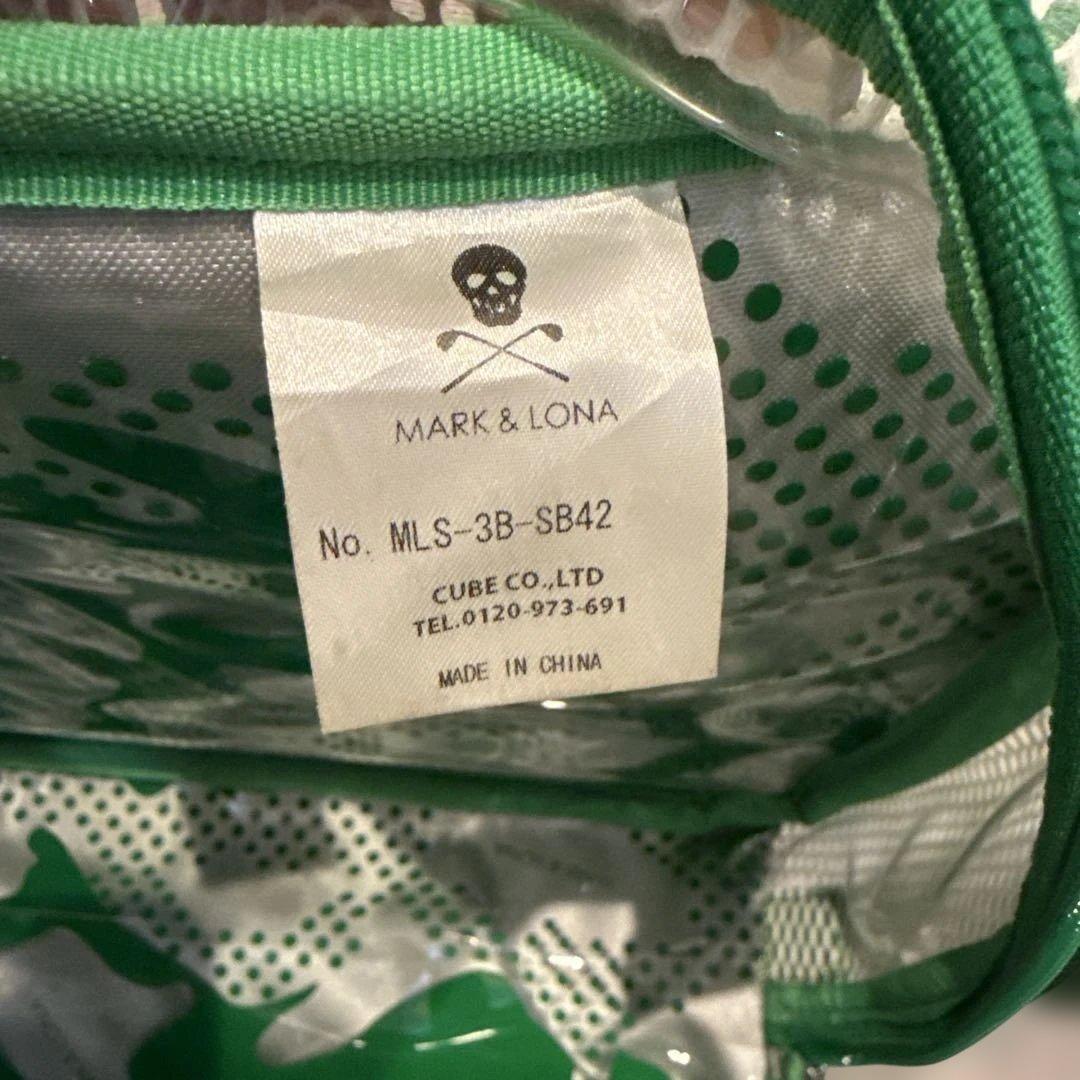 MARK & LONA
No. MLS-3B-SB42
CUBE CO.,LTD
TEL.0120-973-691
MADE IN CHINA